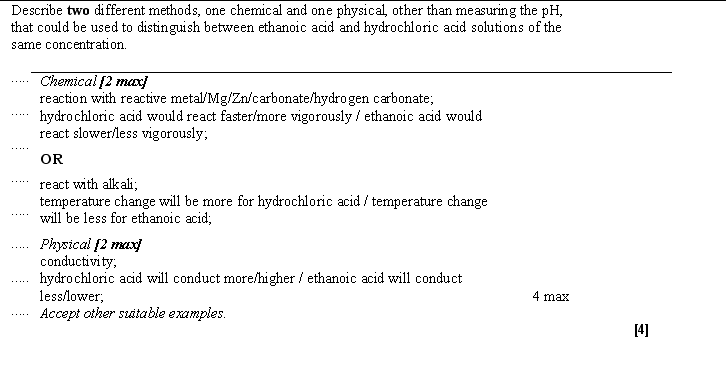 Describe two different methods, one chemical and one physical, other than measuring the pH,
that could be used to distinguish between ethanoic acid and hydrochloric acid solutions of the
same concentration.
..... Chemical [2 max]
reaction with reactive metal/Mg/Zn/carbonate/hydrogen carbonate;
..... hydrochloric acid would react faster/more vigorously / ethanoic acid would
react slower/less vigorously;
.....
OR
..... react with alkali;
temperature change will be more for hydrochloric acid / temperature change
..... will be less for ethanoic acid;
..... Physical [2 max]
conductivity;
..... hydrochloric acid will conduct more/higher / ethanoic acid will conduct
less/lower; 4 max
..... Accept other suitable examples.
[4]